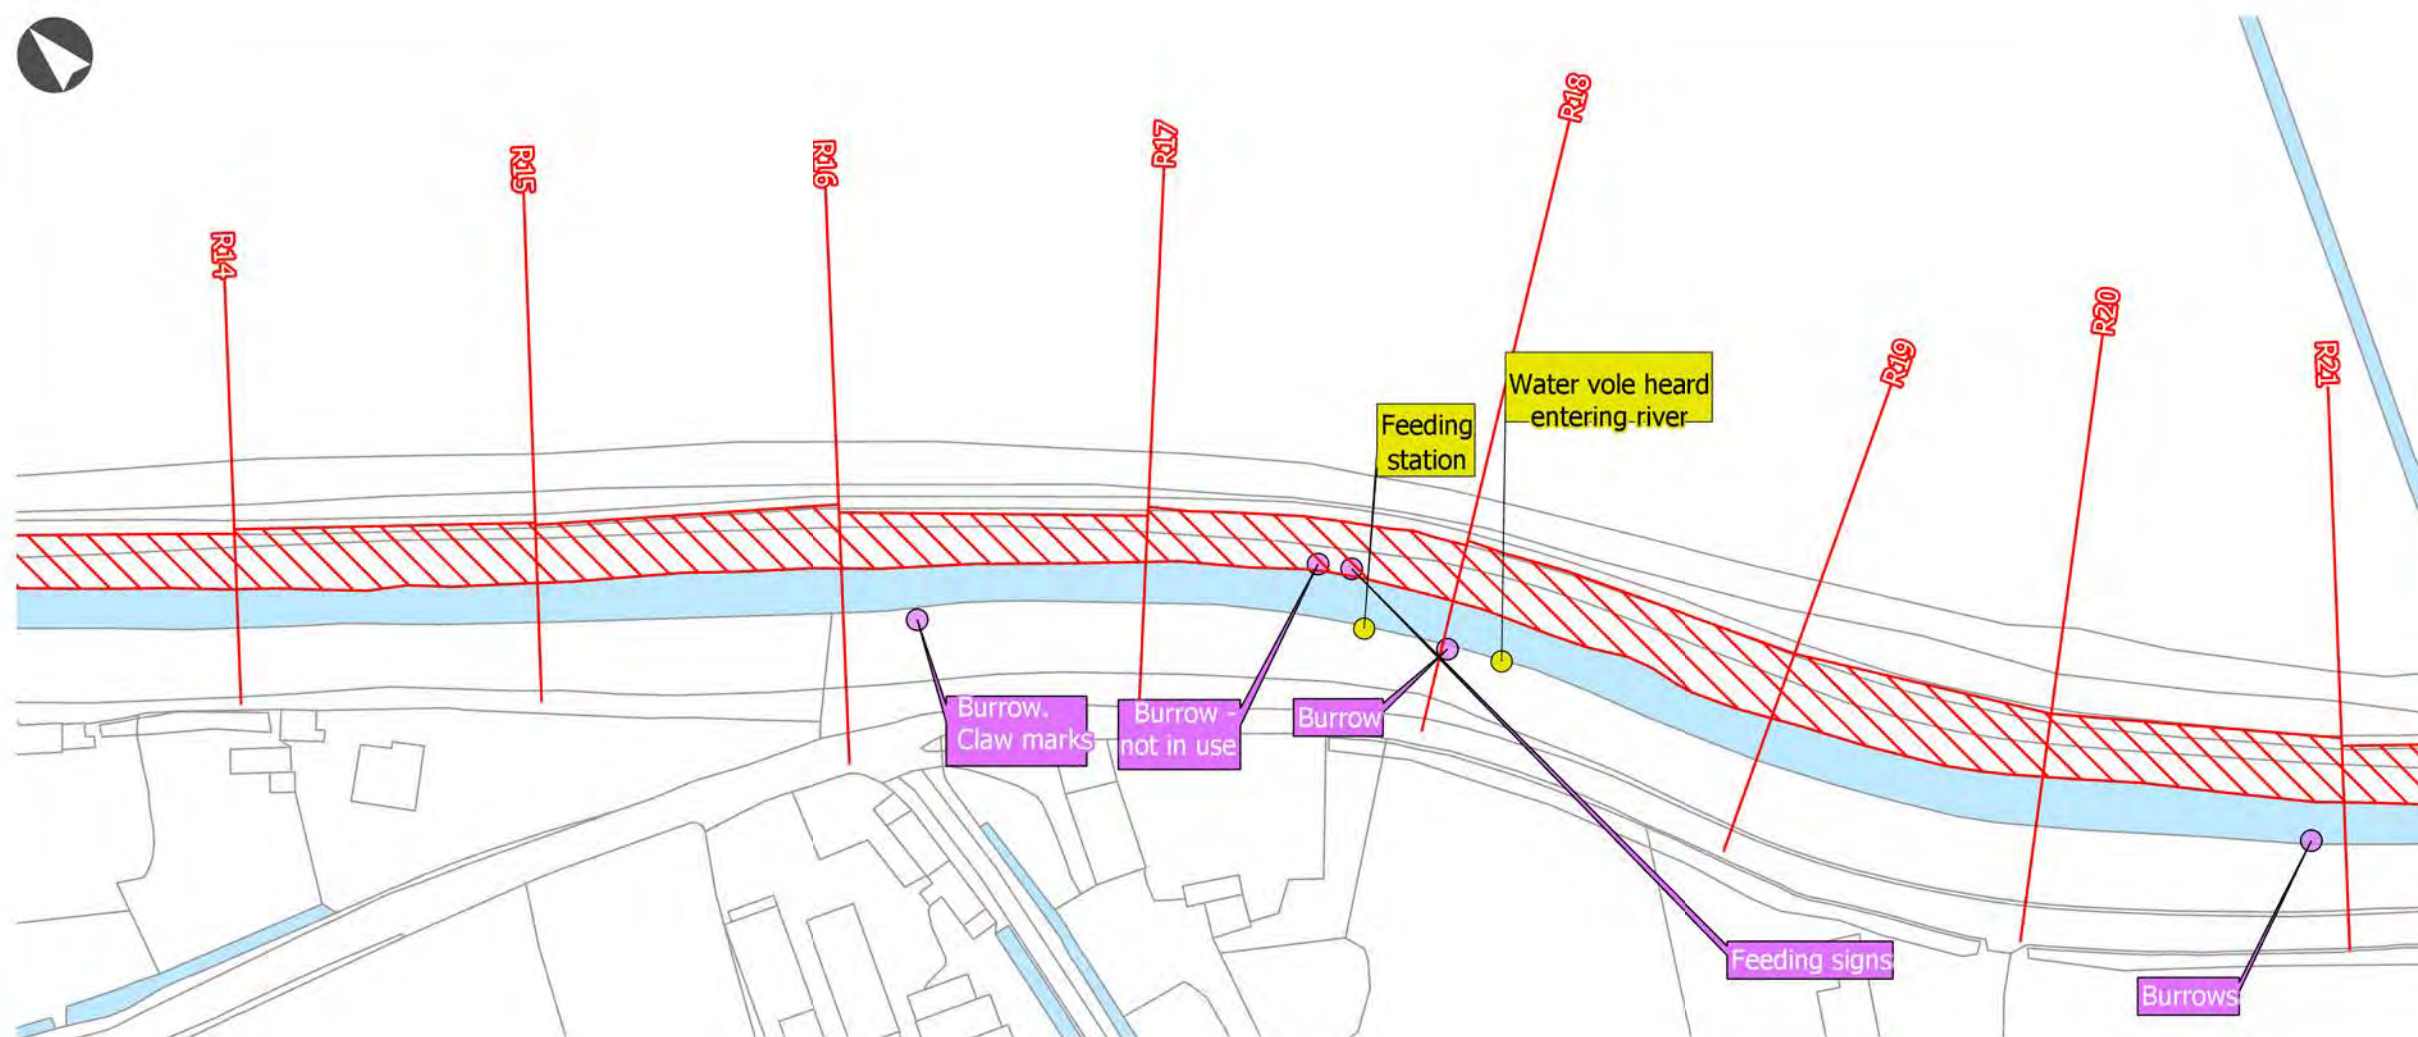 R18
R17
R16
R15
R14
R20
R19
R21
Water vole heard
entering river
Feeding
station
Burrow.
Claw marks
Burrow -
not in use
Burrow
Feeding signs
Burrows